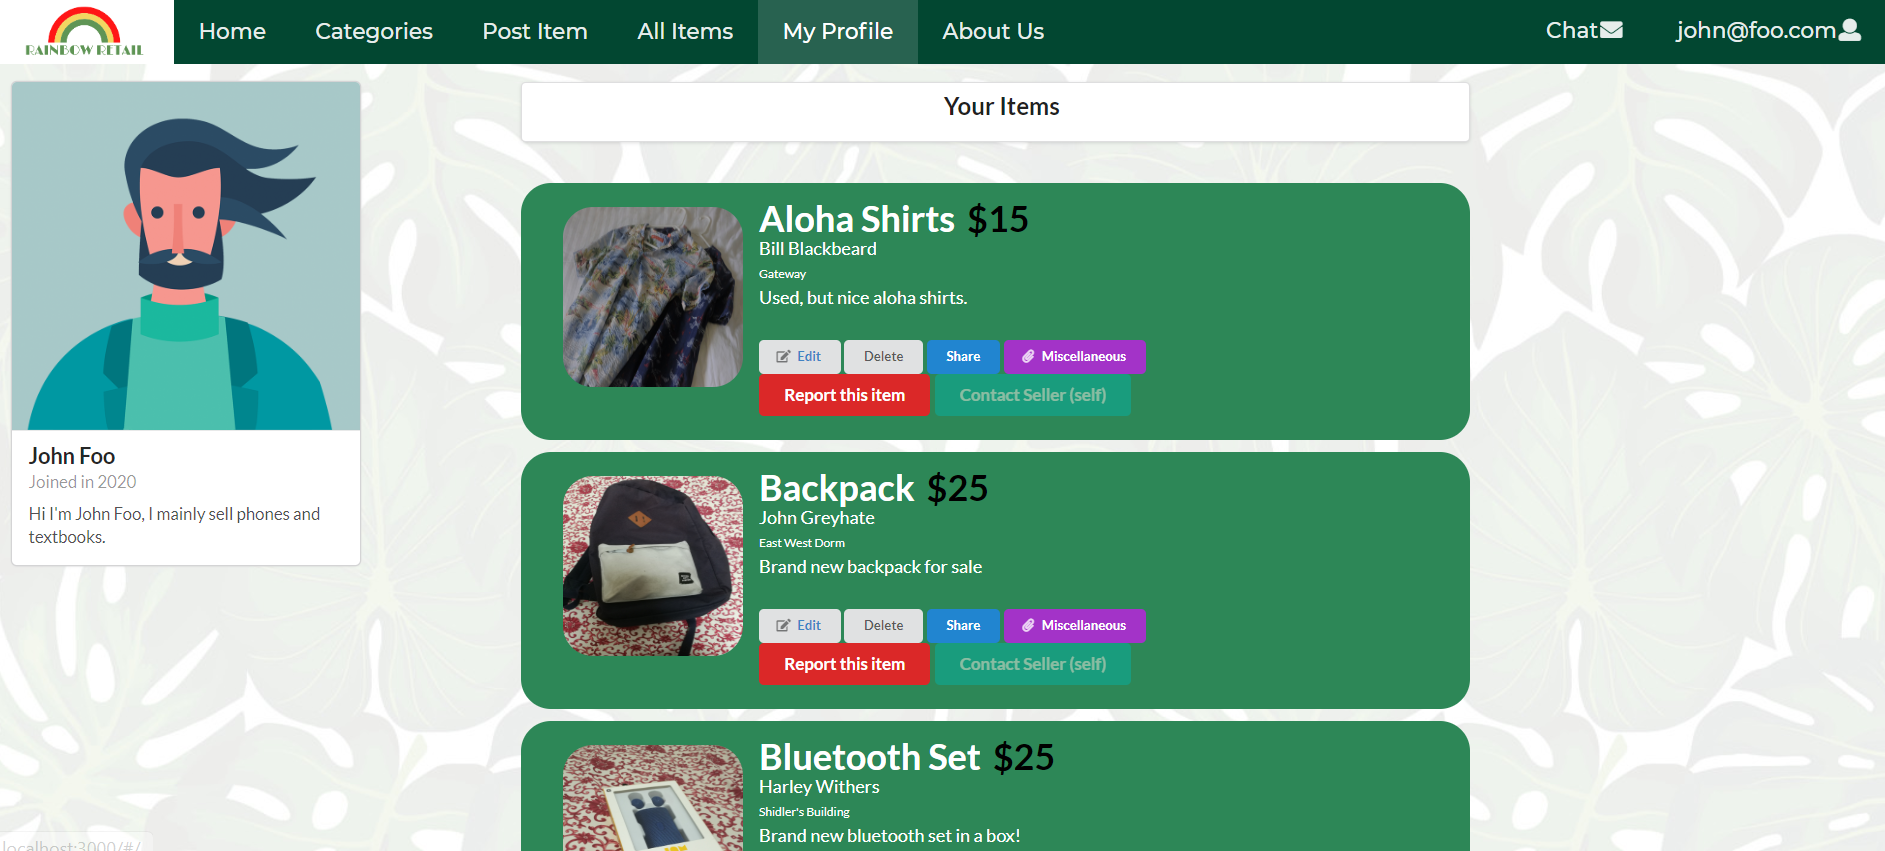 RAINBOW RETAIL
Home Categories Post Item All Items My Profile About Us Chat john@foo.com
Your Items
John Foo
Joined in 2020
Hi I'm John Foo, I mainly sell phones and
textbooks.
Aloha Shirts $15
Bill Blackbeard
Gateway
Used, but nice aloha shirts.
Edit Delete Share Miscellaneous
Report this item Contact Seller (self)
Backpack $25
John Greyhate
East West Dorm
Brand new backpack for sale
Edit Delete Share Miscellaneous
Report this item Contact Seller (self)
Bluetooth Set $25
Harley Withers
Shidler's Building
Brand new bluetooth set in a box!
localhost:3000/#/